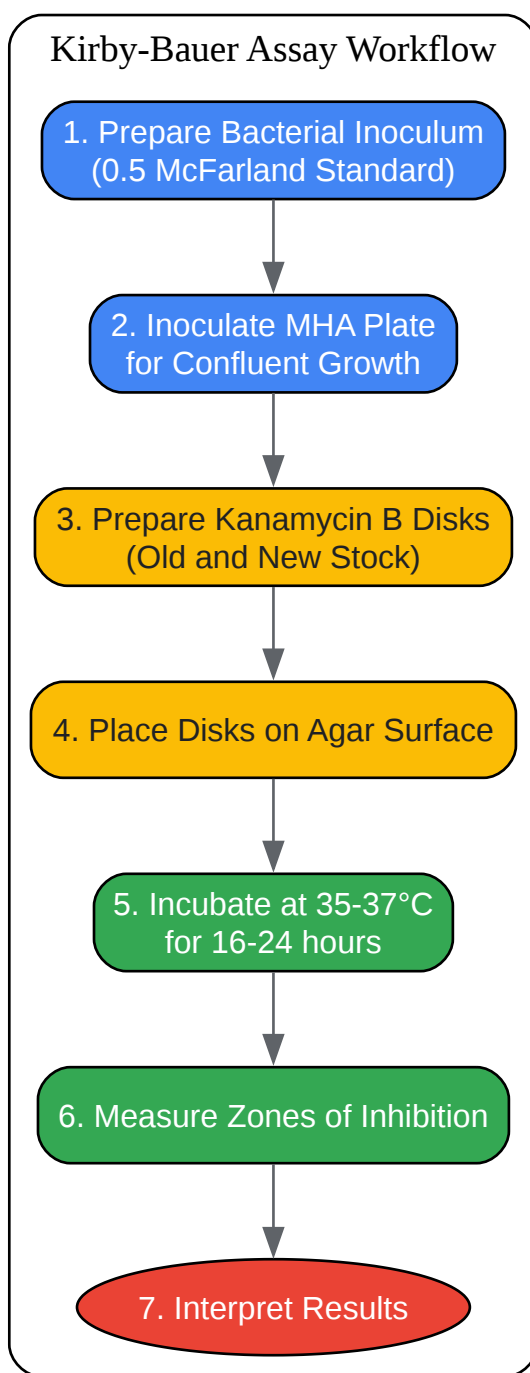 Kirby-Bauer Assay Workflow
1. Prepare Bacterial Inoculum
(0.5 McFarland Standard)
2. Inoculate MHA Plate
for Confluent Growth
3. Prepare Kanamycin B Disks
(Old and New Stock)
4. Place Disks on Agar Surface
5. Incubate at 35-37°C
for 16-24 hours
6. Measure Zones of Inhibition
7. Interpret Results